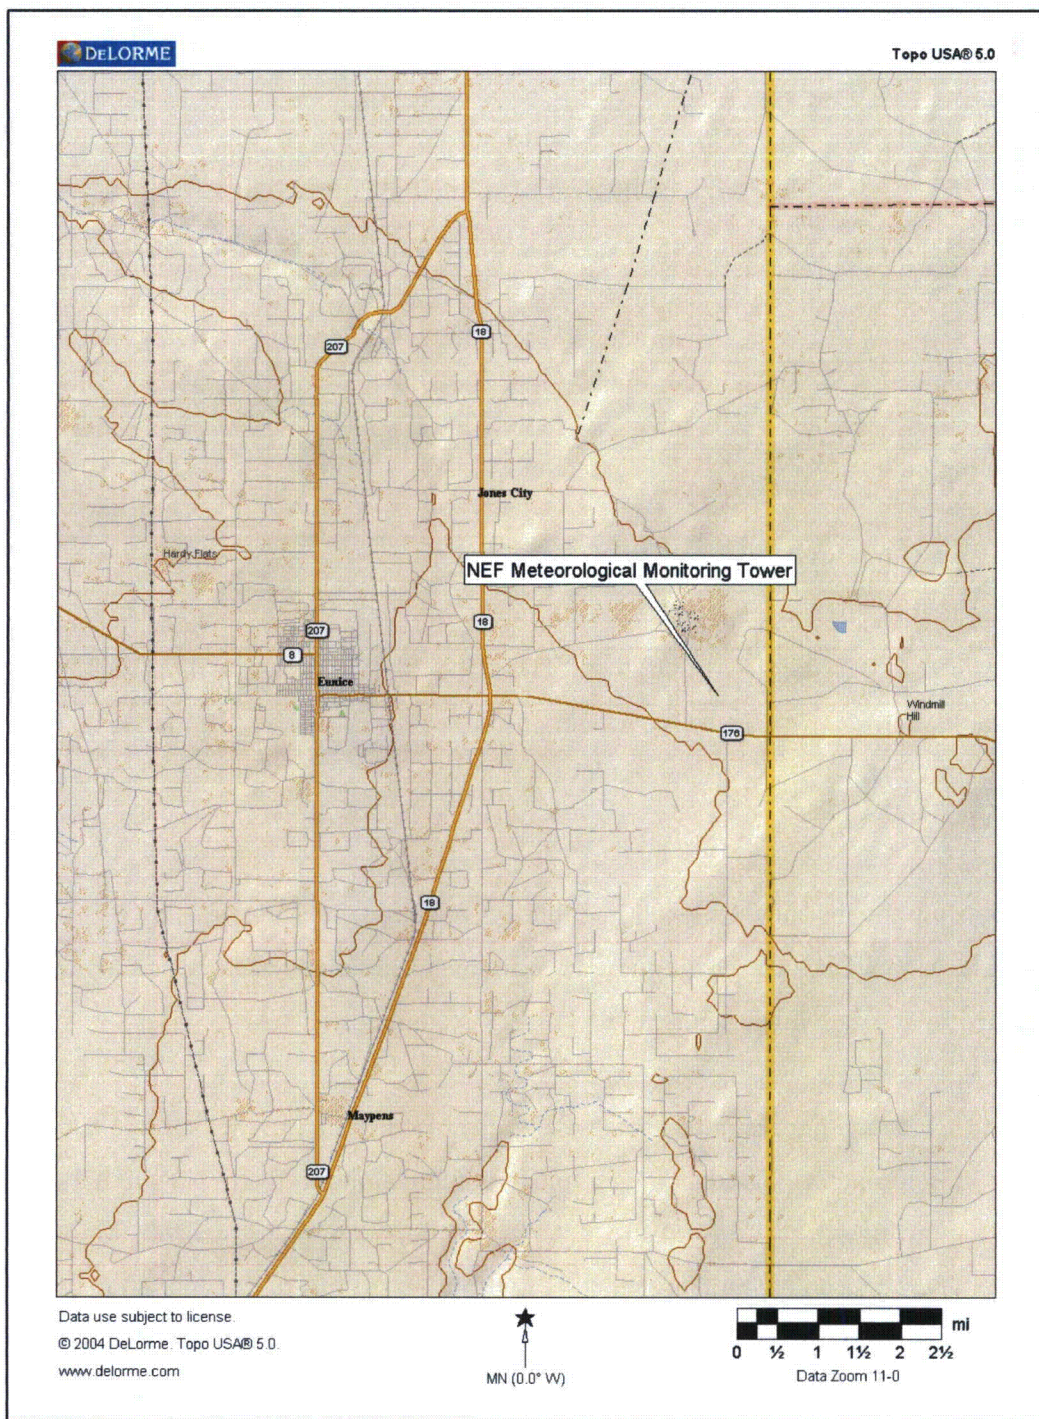 DELORME
Topo USA® 5.0
18
207
Jones City
Hardy Flats
NEF Meteorological Monitoring Tower
18
207
8
Eunice
Windmill
Hill
176
18
Maypens
207
Data use subject to license.
© 2004 DeLorme. Topo USA® 5.0.
www.delorme.com
MN (0.0° W)
mi
0 ½ 1 1½ 2 2½
Data Zoom 11-0